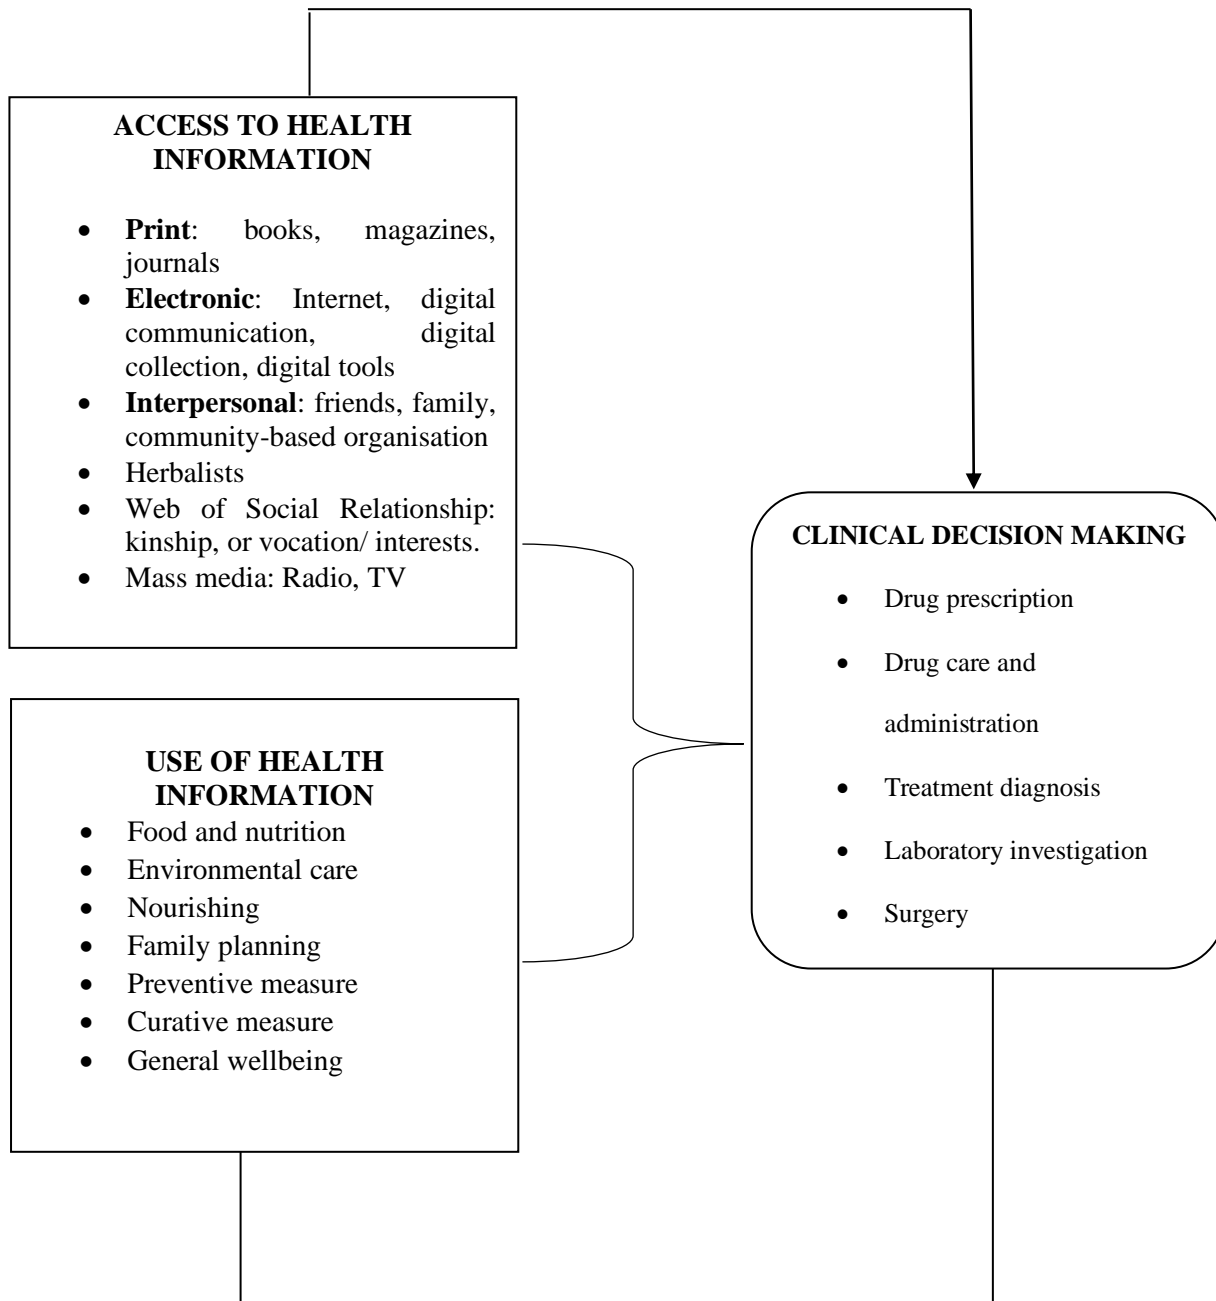 ACCESS TO HEALTH
INFORMATION
• Print: books, magazines,
journals
• Electronic: Internet, digital
communication, digital
collection, digital tools
• Interpersonal: friends, family,
community-based organisation
• Herbalists
• Web of Social Relationship:
kinship, or vocation/ interests.
• Mass media: Radio, TV
USE OF HEALTH
INFORMATION
• Food and nutrition
• Environmental care
• Nourishing
• Family planning
• Preventive measure
• Curative measure
• General wellbeing
CLINICAL DECISION MAKING
• Drug prescription
• Drug care and
administration
• Treatment diagnosis
• Laboratory investigation
• Surgery